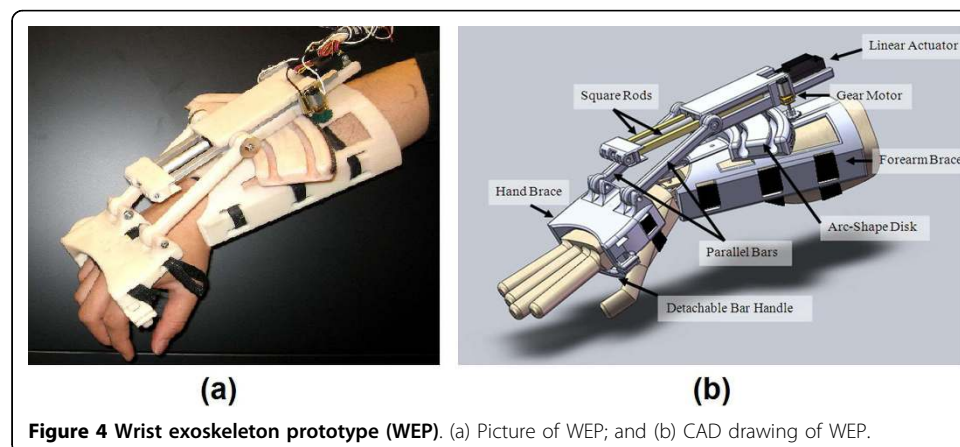 Linear Actuator
Square Rods
Gear Motor
Forearm Brace
Hand Brace
Arc-Shape Disk
Parallel Bars
Detachable Bar Handle
(a)
(b)
Figure 4 Wrist exoskeleton prototype (WEP). (a) Picture of WEP; and (b) CAD drawing of WEP.